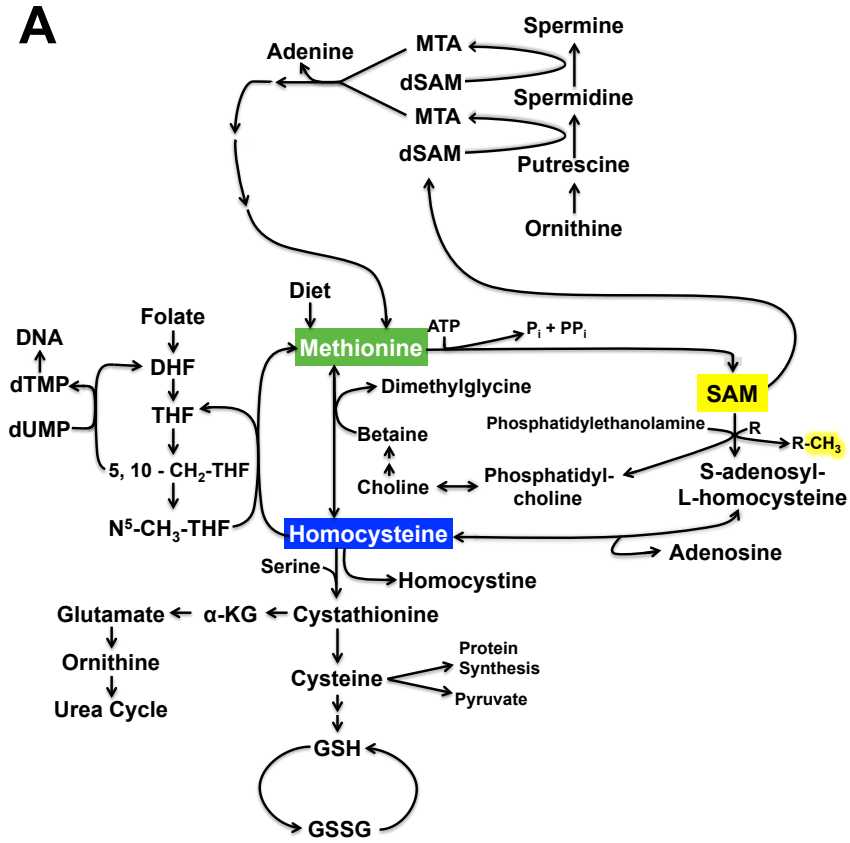 A
Spermine
MTA
Adenine
dSAM
Spermidine
MTA
dSAM
Putrescine
Ornithine
Diet
Folate
ATP
Pi + PPi
DNA
Methionine
DHF
dTMP
Dimethylglycine
SAM
THF
Phosphatidylethanolamine
R
dUMP
Betaine
R-CH3
5, 10 - CH2-THF
Choline
Phosphatidyl-
choline
S-adenosyl-
L-homocysteine
N5-CH3-THF
Homocysteine
Adenosine
Serine
Homocystine
Glutamate
α-KG
Cystathionine
Ornithine
Protein
Synthesis
Cysteine
Pyruvate
Urea Cycle
GSH
GSSG